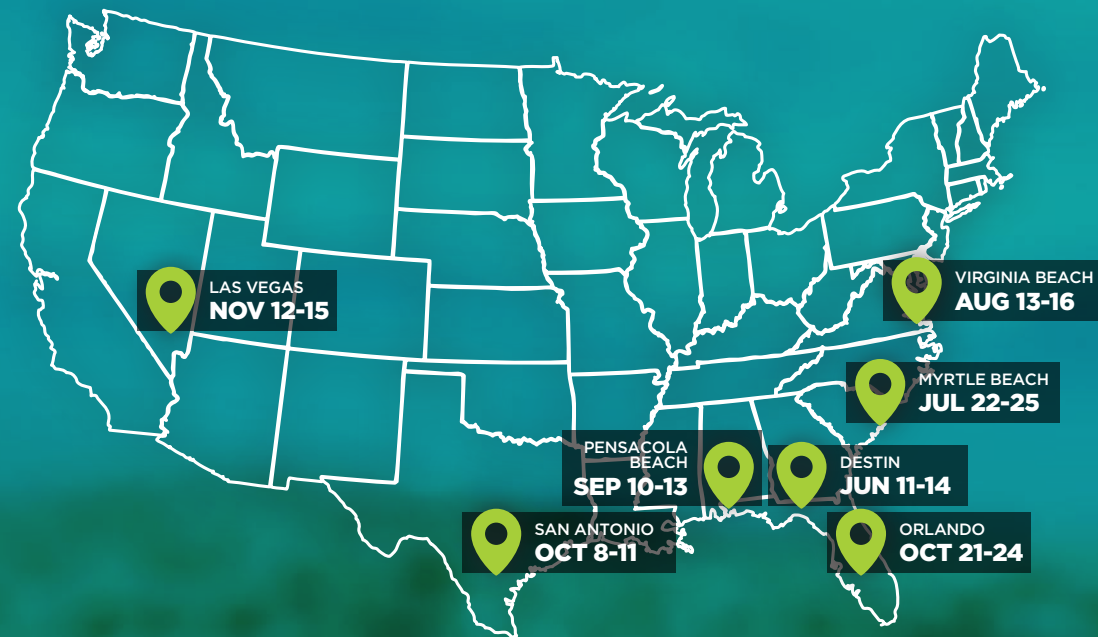 LAS VEGAS
NOV 12-15
VIRGINIA BEACH
AUG 13-16
MYRTLE BEACH
JUL 22-25
PENSACOLA
BEACH
SEP 10-13
DESTIN
JUN 11-14
SAN ANTONIO
OCT 8-11
ORLANDO
OCT 21-24